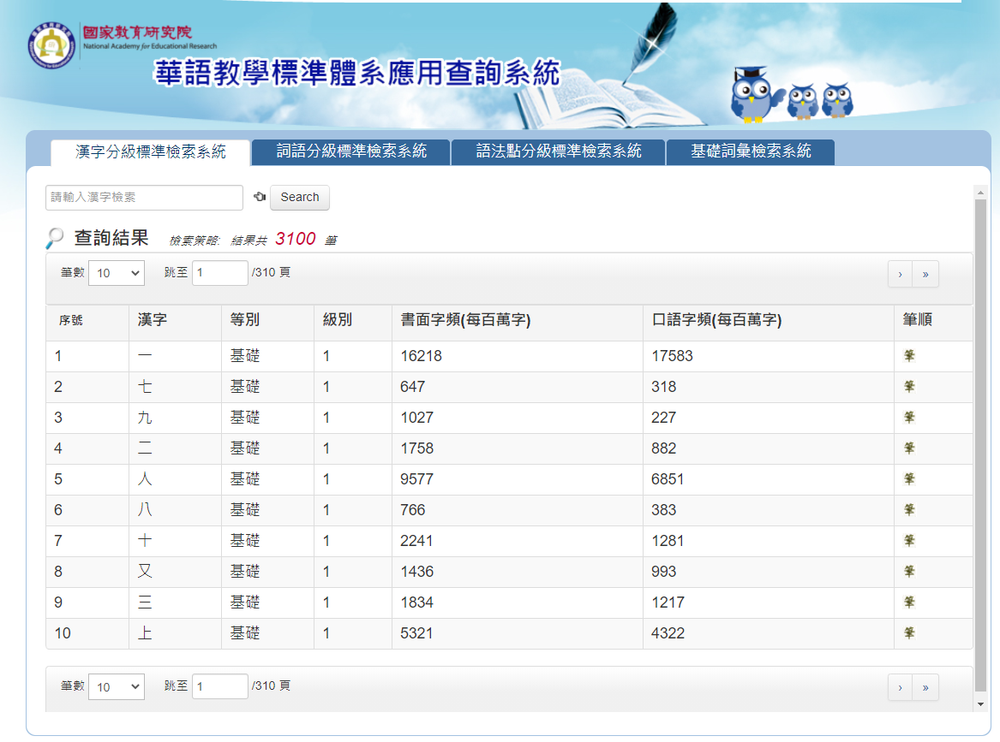 國家教育研究院
National Academy for Educational Research
華語教學標準體系應用查詢系統
漢字分級標準檢索系統 詞語分級標準檢索系統 語法點分級標準檢索系統 基礎詞彙檢索系統
請輸入漢字檢索 Search
查詢結果 檢索策略: 結果共 3100 筆
筆數 10 跳至 1 /310 頁 › »
序號 漢字 等別 級別 書面字頻(每百萬字) 口語字頻(每百萬字) 筆順
1 一 基礎 1 16218 17583 筆
2 七 基礎 1 647 318 筆
3 九 基礎 1 1027 227 筆
4 二 基礎 1 1758 882 筆
5 人 基礎 1 9577 6851 筆
6 八 基礎 1 766 383 筆
7 十 基礎 1 2241 1281 筆
8 又 基礎 1 1436 993 筆
9 三 基礎 1 1834 1217 筆
10 上 基礎 1 5321 4322 筆
筆數 10 跳至 1 /310 頁 › »